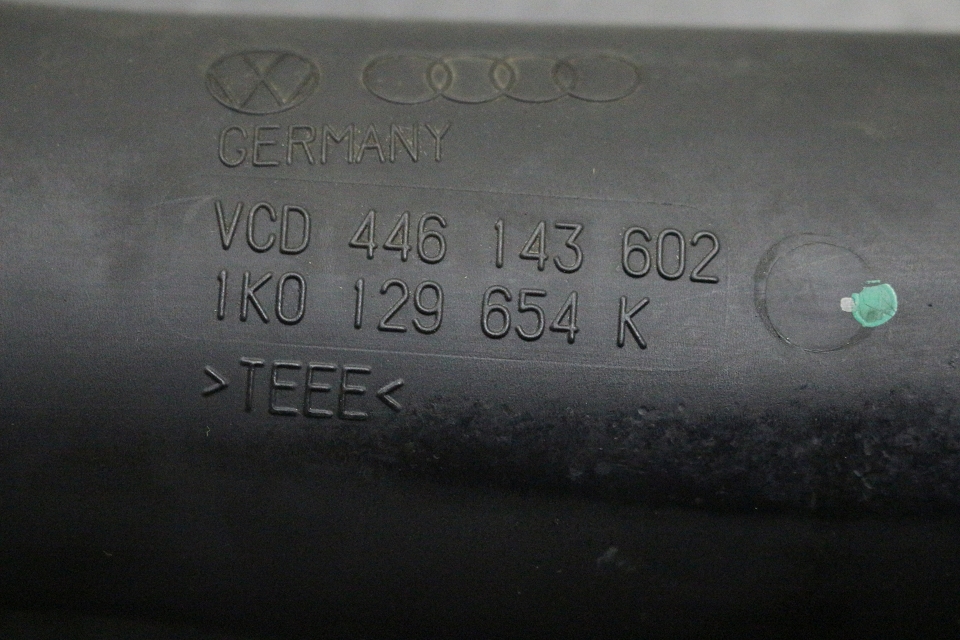 GERMANY
VCD 446 143 602
1K0 129 654 K
>TEEE<